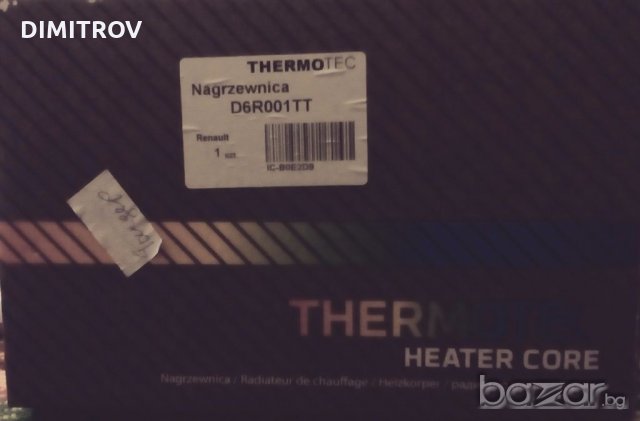 DIMITROV
THERMOTEC
Nagrzewnica
D6R001TT
Renault
1 szt.
IC-B0E2D9
THERMOTEC
HEATER CORE
Nagrzewnica / Radiateur de chauffage / Heizkörper /
bazar.bg